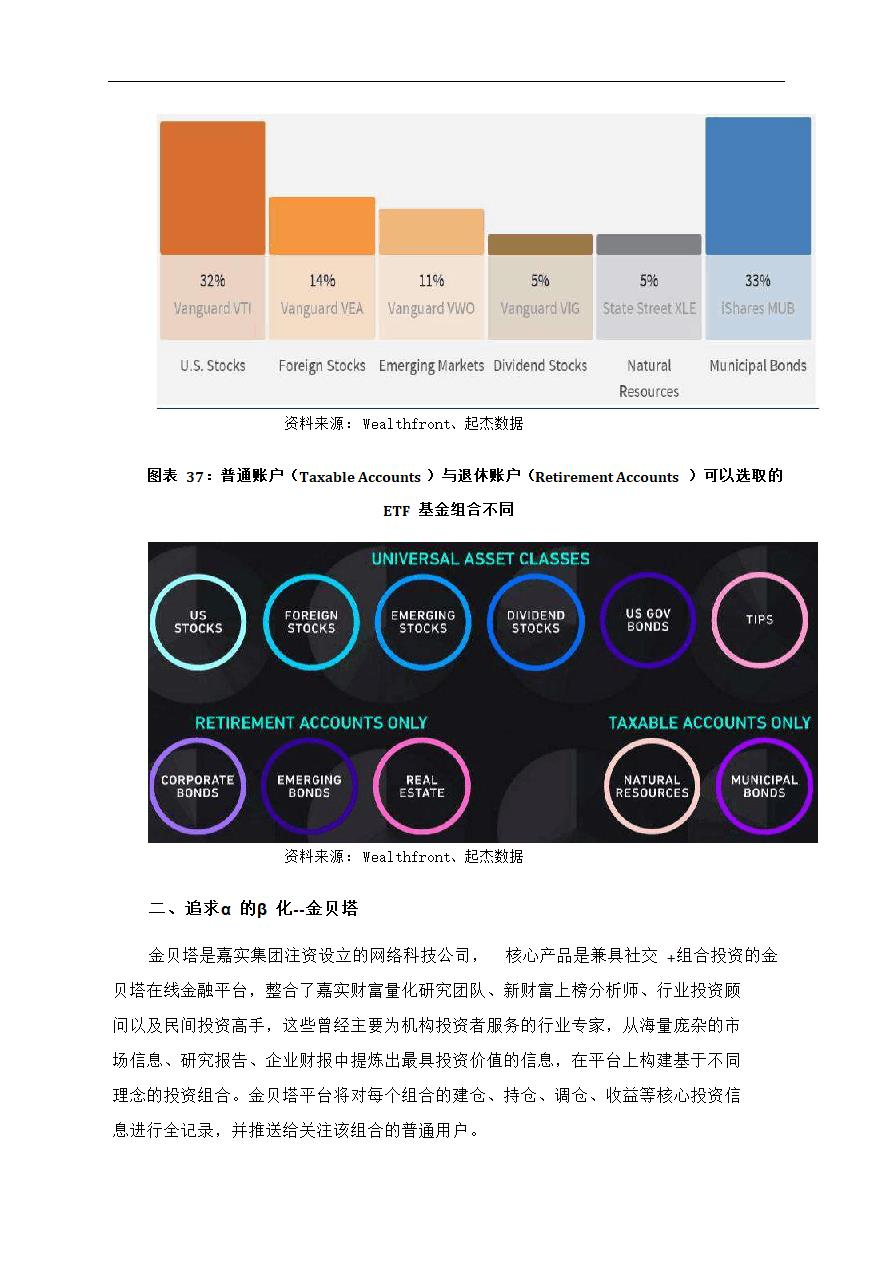 32% 14% 11% 5% 5% 33%
Vanguard VTI Vanguard VEA Vanguard VWO Vanguard VIG State Street XLE iShares MUB
U.S. Stocks Foreign Stocks Emerging Markets Dividend Stocks Natural Resources Municipal Bonds
资料来源：Wealthfront、起杰数据
图表 37：普通账户（Taxable Accounts ）与退休账户（Retirement Accounts ）可以选取的
ETF 基金组合不同
UNIVERSAL ASSET CLASSES
US STOCKS
FOREIGN STOCKS
EMERGING STOCKS
DIVIDEND STOCKS
US GOV BONDS
TIPS
RETIREMENT ACCOUNTS ONLY
TAXABLE ACCOUNTS ONLY
CORPORATE BONDS
EMERGING BONDS
REAL ESTATE
NATURAL RESOURCES
MUNICIPAL BONDS
资料来源：Wealthfront、起杰数据
二、追求α 的β 化--金贝塔
金贝塔是嘉实集团注资设立的网络科技公司， 核心产品是兼具社交 +组合投资的金
贝塔在线金融平台，整合了嘉实财富量化研究团队、新财富上榜分析师、行业投资顾
问以及民间投资高手，这些曾经主要为机构投资者服务的行业专家，从海量庞杂的市
场信息、研究报告、企业财报中提炼出最具投资价值的信息，在平台上构建基于不同
理念的投资组合。金贝塔平台将对每个组合的建仓、持仓、调仓、收益等核心投资信
息进行全记录，并推送给关注该组合的普通用户。